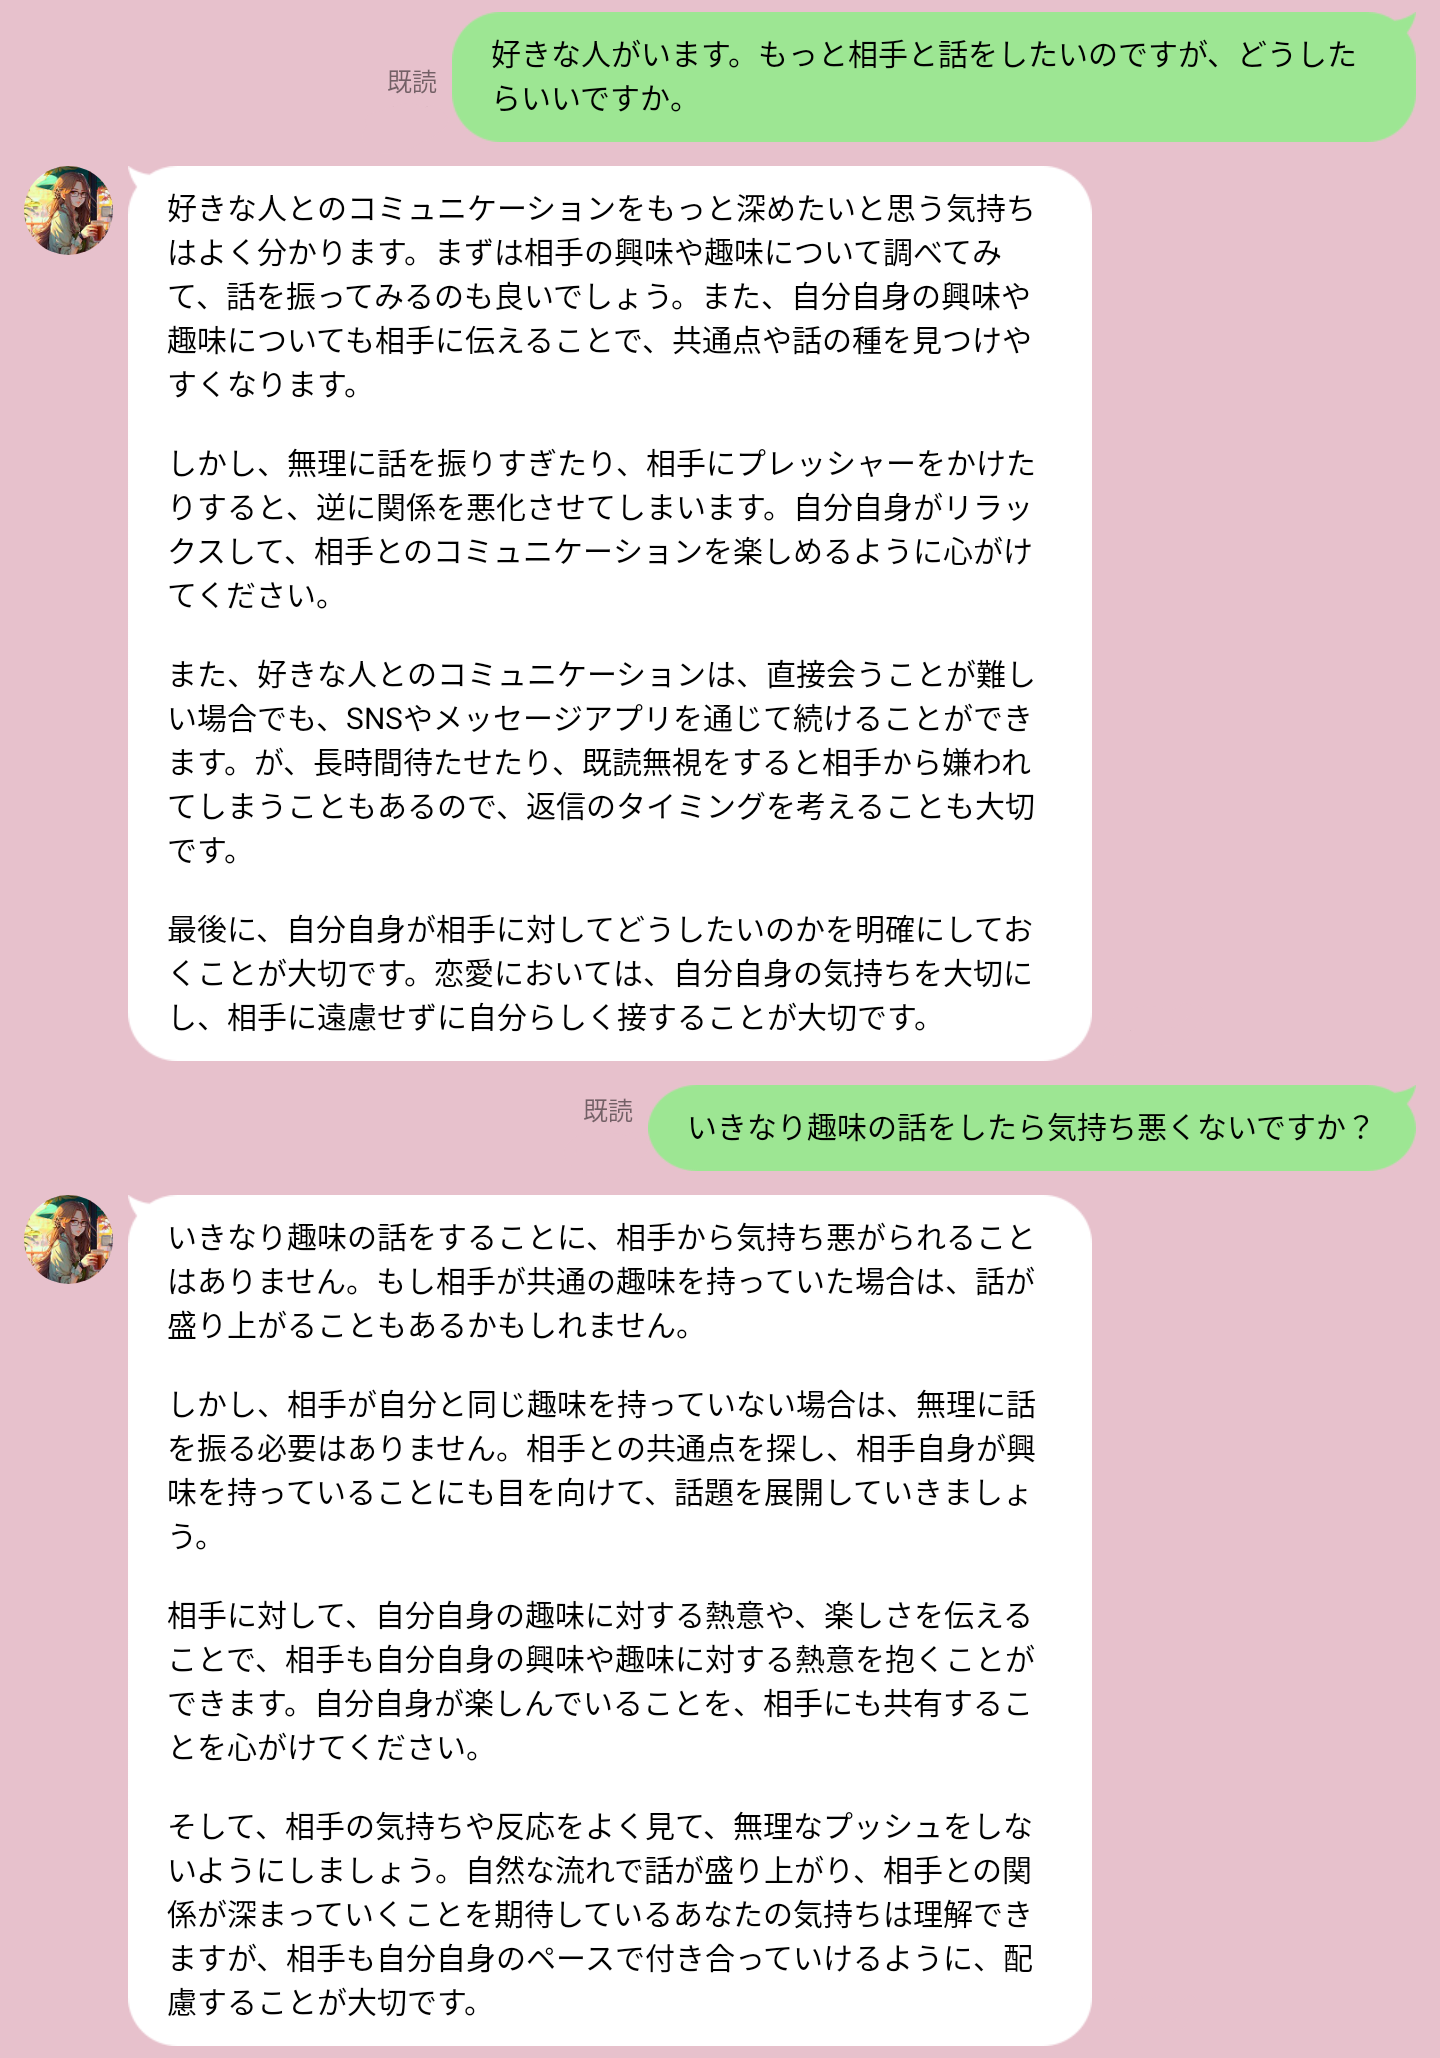 好きな人がいます。もっと相手と話をしたいのですが、どうした
らいいですか。
既読
好きな人とのコミュニケーションをもっと深めたいと思う気持ち
はよく分かります。まずは相手の興味や趣味について調べてみ
て、話を振ってみるのも良いでしょう。また、自分自身の興味や
趣味についても相手に伝えることで、共通点や話の種を見つけや
すくなります。
しかし、無理に話を振りすぎたり、相手にプレッシャーをかけた
りすると、逆に関係を悪化させてしまいます。自分自身がリラッ
クスして、相手とのコミュニケーションを楽しめるように心がけ
てください。
また、好きな人とのコミュニケーションは、直接会うことが難し
い場合でも、SNSやメッセージアプリを通じて続けることができ
ます。が、長時間待たせたり、既読無視をすると相手から嫌われ
てしまうこともあるので、返信のタイミングを考えることも大切
です。
最後に、自分自身が相手に対してどうしたいのかを明確にしてお
くことが大切です。恋愛においては、自分自身の気持ちを大切に
し、相手に遠慮せずに自分らしく接することが大切です。
既読
いきなり趣味の話をしたら気持ち悪くないですか？
いきなり趣味の話をすることに、相手から気持ち悪がられること
はありません。もし相手が共通の趣味を持っていた場合は、話が
盛り上がることもあるかもしれません。
しかし、相手が自分と同じ趣味を持っていない場合は、無理に話
を振る必要はありません。相手との共通点を探し、相手自身が興
味を持っていることにも目を向けて、話題を展開していきましょ
う。
相手に対して、自分自身の趣味に対する熱意や、楽しさを伝える
ことで、相手も自分自身の興味や趣味に対する熱意を抱くことが
できます。自分自身が楽しんでいることを、相手にも共有するこ
とを心がけてください。
そして、相手の気持ちや反応をよく見て、無理なプッシュをしな
いようにしましょう。自然な流れで話が盛り上がり、相手との関
係が深まっていくことを期待しているあなたの気持ちは理解でき
ますが、相手も自分自身のペースで付き合っていけるように、配
慮することが大切です。